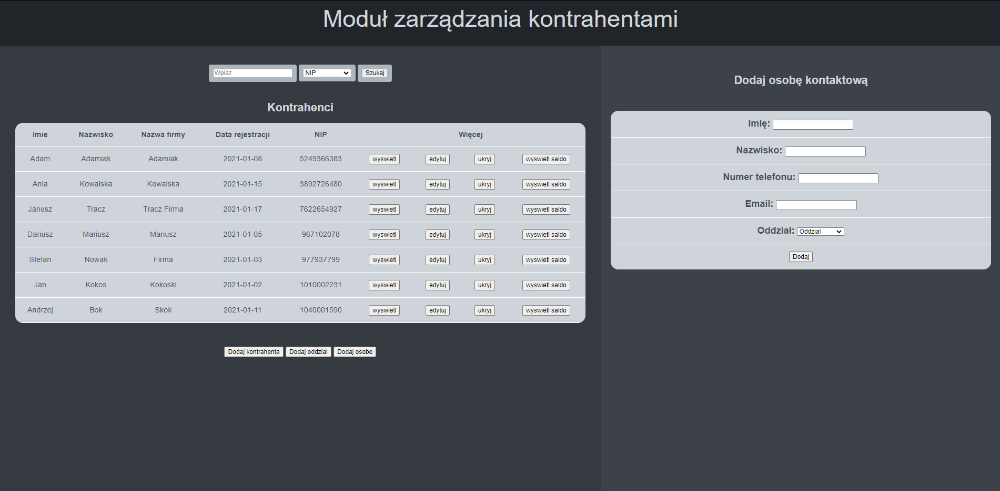 Moduł zarządzania kontrahentami
Wpisz NIP Szukaj
Kontrahenci
Imie Nazwisko Nazwa firmy Data rejestracji NIP Więcej
Adam Adamiak Adamiak 2021-01-08 5249366383 wyswietl edytuj ukryj wyswietl saldo
Ania Kowalska Kowalska 2021-01-15 3892726480 wyswietl edytuj ukryj wyswietl saldo
Janusz Tracz Tracz Firma 2021-01-17 7622654927 wyswietl edytuj ukryj wyswietl saldo
Dariusz Mariusz Mariusz 2021-01-05 967102078 wyswietl edytuj ukryj wyswietl saldo
Stefan Nowak Firma 2021-01-03 977937799 wyswietl edytuj ukryj wyswietl saldo
Jan Kokos Kokoski 2021-01-02 1010002231 wyswietl edytuj ukryj wyswietl saldo
Andrzej Bok Skok 2021-01-11 1040001590 wyswietl edytuj ukryj wyswietl saldo
Dodaj kontrahenta Dodaj oddzial Dodaj osobe
Dodaj osobę kontaktową
Imię:
Nazwisko:
Numer telefonu:
Email:
Oddział: Oddzial
Dodaj